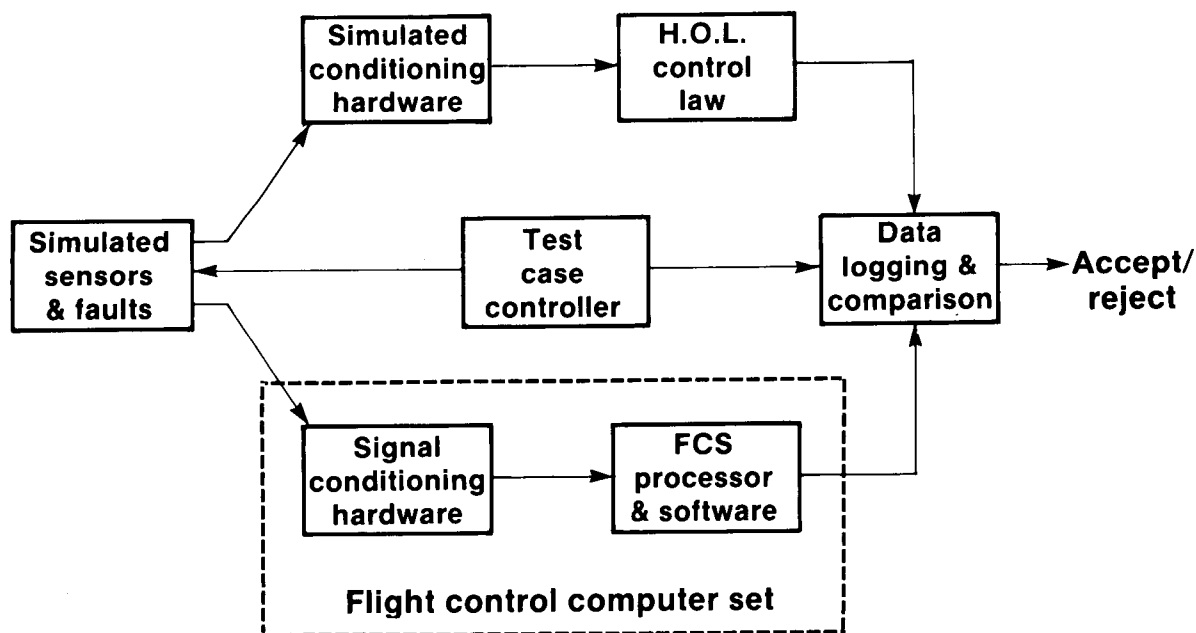 Simulated
conditioning
hardware
H.O.L.
control
law
Simulated
sensors
& faults
Test
case
controller
Data
logging &
comparison
Accept/
reject
Signal
conditioning
hardware
FCS
processor
& software
Flight control computer set